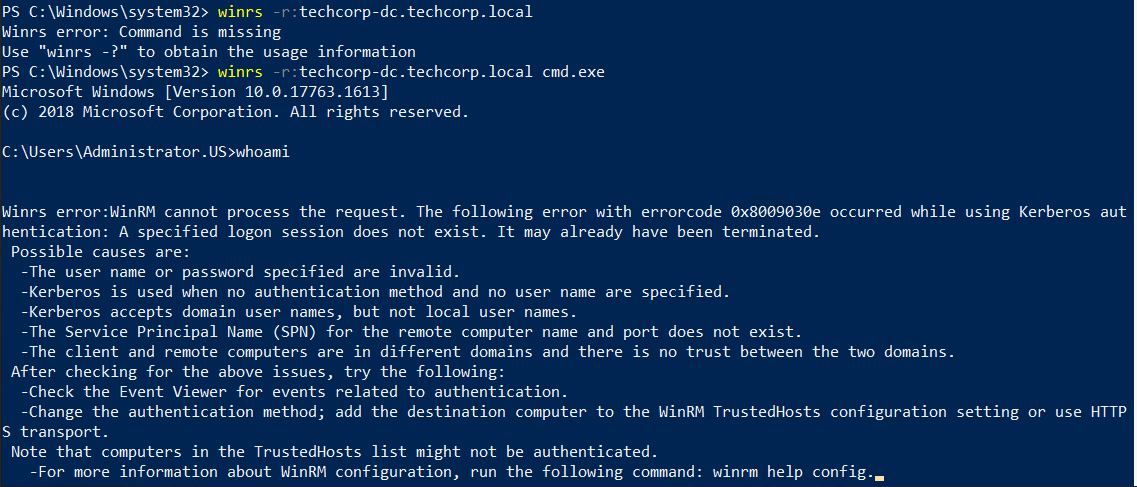 PS C:\Windows\system32> winrs -r:techcorp-dc.techcorp.local
Winrs error: Command is missing
Use "winrs -?" to obtain the usage information
PS C:\Windows\system32> winrs -r:techcorp-dc.techcorp.local cmd.exe
Microsoft Windows [Version 10.0.17763.1613]
(c) 2018 Microsoft Corporation. All rights reserved.
C:\Users\Administrator.US>whoami
Winrs error:WinRM cannot process the request. The following error with errorcode 0x8009030e occurred while using Kerberos aut
hentication: A specified logon session does not exist. It may already have been terminated.
Possible causes are:
-The user name or password specified are invalid.
-Kerberos is used when no authentication method and no user name are specified.
-Kerberos accepts domain user names, but not local user names.
-The Service Principal Name (SPN) for the remote computer name and port does not exist.
-The client and remote computers are in different domains and there is no trust between the two domains.
After checking for the above issues, try the following:
-Check the Event Viewer for events related to authentication.
-Change the authentication method; add the destination computer to the WinRM TrustedHosts configuration setting or use HTTP
S transport.
Note that computers in the TrustedHosts list might not be authenticated.
-For more information about WinRM configuration, run the following command: winrm help config.